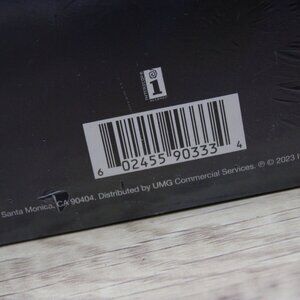 i
6 02455 90333 4
Santa Monica, CA 90404. Distributed by UMG Commercial Services. ℗ © 2023 I